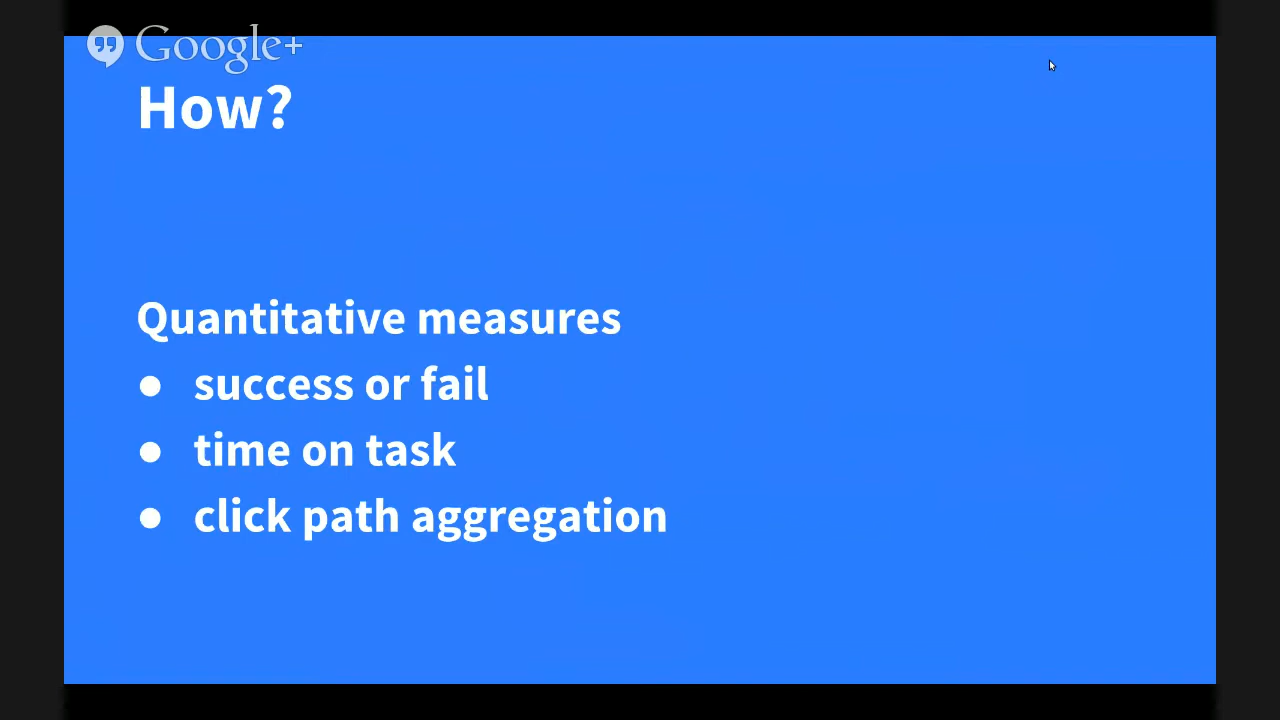 Google+
How?
Quantitative measures
● success or fail
● time on task
● click path aggregation